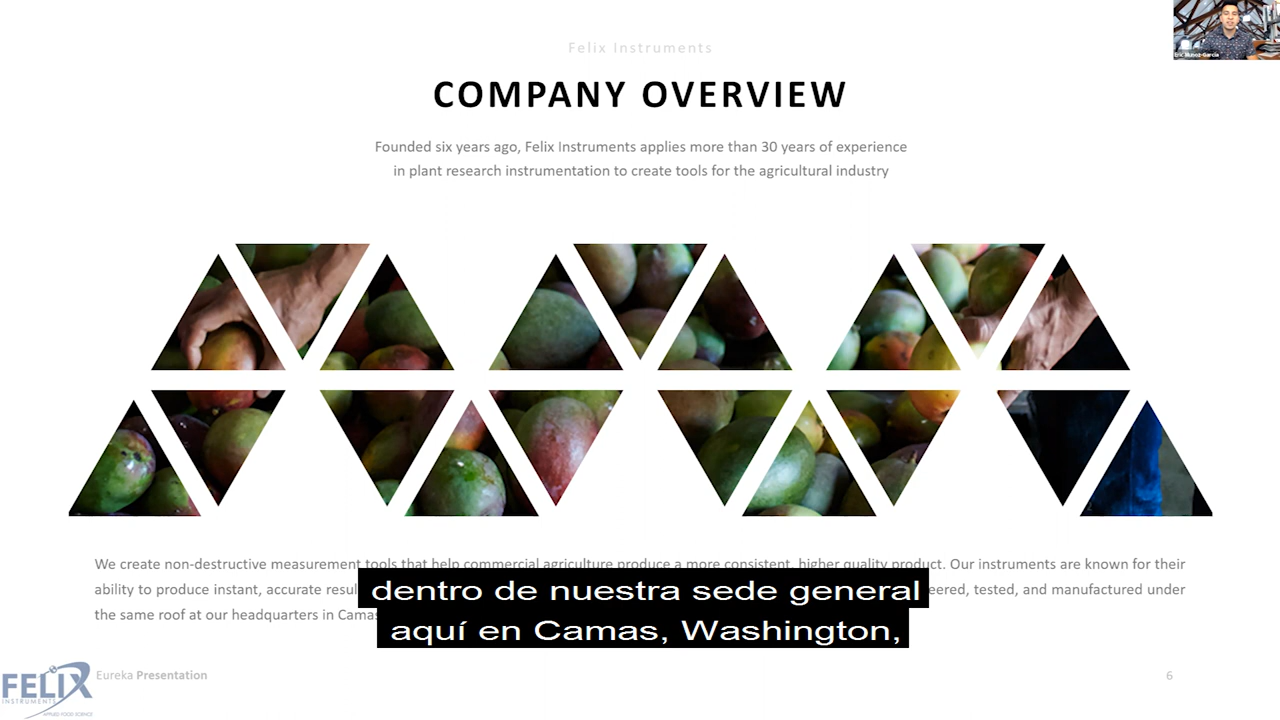 Felix Instruments
COMPANY OVERVIEW
Founded six years ago, Felix Instruments applies more than 30 years of experience
in plant research instrumentation to create tools for the agricultural industry
We create non-destructive measurement tools that help commercial agriculture produce a more consistent, higher quality product. Our instruments are known for their
ability to produce instant, accurate tested, and manufactured under
the same roof at our headquarters in
dentro de nuestra sede general
aquí en Camas, Washington,
FELIX
INSTRUMENTS
APPLIED FOOD SCIENCE
Eureka Presentation
6